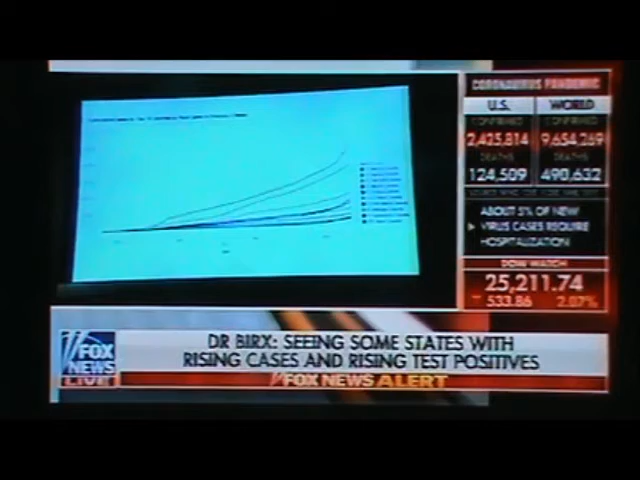 CORONAVIRUS PANDEMIC
U.S. WORLD
CONFIRMED CONFIRMED
2,425,814 9,654,269
DEATHS DEATHS
124,509 490,632
ABOUT 5% OF NEW
VIRUS CASES REQUIRE
HOSPITALIZATION
DOW WATCH
25,211.74
533.86 2.07%
DR BIRX: SEEING SOME STATES WITH
RISING CASES AND RISING TEST POSITIVES
FOX
NEWS
LIVE
FOX NEWS ALERT